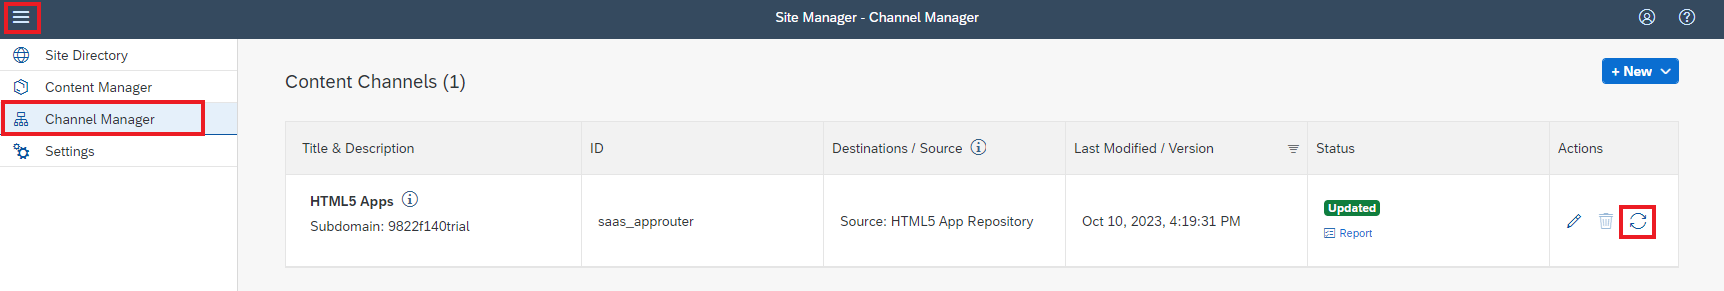 Site Manager - Channel Manager
Site Directory
Content Manager
Channel Manager
Settings
Content Channels (1)
+ New
Title & Description
ID
Destinations / Source
Last Modified / Version
Status
Actions
HTML5 Apps
Subdomain: 9822f140trial
saas_approuter
Source: HTML5 App Repository
Oct 10, 2023, 4:19:31 PM
Updated
Report